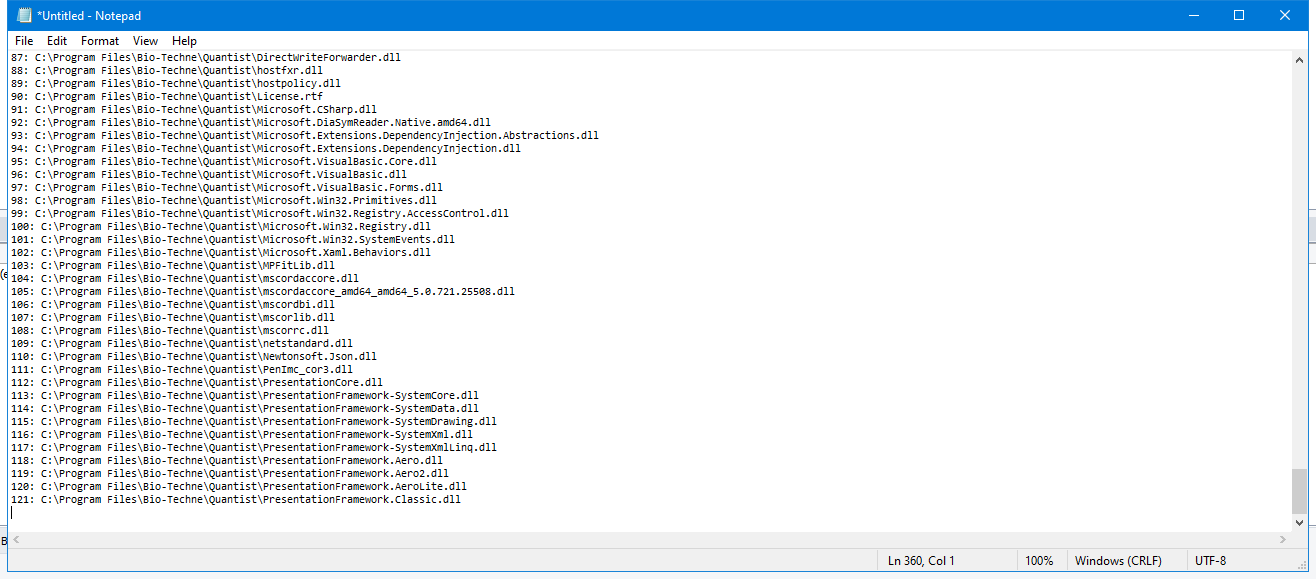 *Untitled - Notepad
File Edit Format View Help
87: C:\Program Files\Bio-Techne\Quantist\DirectWriteForwarder.dll
88: C:\Program Files\Bio-Techne\Quantist\hostfxr.dll
89: C:\Program Files\Bio-Techne\Quantist\hostpolicy.dll
90: C:\Program Files\Bio-Techne\Quantist\License.rtf
91: C:\Program Files\Bio-Techne\Quantist\Microsoft.CSharp.dll
92: C:\Program Files\Bio-Techne\Quantist\Microsoft.DiaSymReader.Native.amd64.dll
93: C:\Program Files\Bio-Techne\Quantist\Microsoft.Extensions.DependencyInjection.Abstractions.dll
94: C:\Program Files\Bio-Techne\Quantist\Microsoft.Extensions.DependencyInjection.dll
95: C:\Program Files\Bio-Techne\Quantist\Microsoft.VisualBasic.Core.dll
96: C:\Program Files\Bio-Techne\Quantist\Microsoft.VisualBasic.dll
97: C:\Program Files\Bio-Techne\Quantist\Microsoft.VisualBasic.Forms.dll
98: C:\Program Files\Bio-Techne\Quantist\Microsoft.Win32.Primitives.dll
99: C:\Program Files\Bio-Techne\Quantist\Microsoft.Win32.Registry.AccessControl.dll
100: C:\Program Files\Bio-Techne\Quantist\Microsoft.Win32.Registry.dll
101: C:\Program Files\Bio-Techne\Quantist\Microsoft.Win32.SystemEvents.dll
102: C:\Program Files\Bio-Techne\Quantist\Microsoft.Xaml.Behaviors.dll
103: C:\Program Files\Bio-Techne\Quantist\MPFitLib.dll
104: C:\Program Files\Bio-Techne\Quantist\mscordaccore.dll
105: C:\Program Files\Bio-Techne\Quantist\mscordaccore_amd64_amd64_5.0.721.25508.dll
106: C:\Program Files\Bio-Techne\Quantist\mscordbi.dll
107: C:\Program Files\Bio-Techne\Quantist\mscorlib.dll
108: C:\Program Files\Bio-Techne\Quantist\mscorrc.dll
109: C:\Program Files\Bio-Techne\Quantist\netstandard.dll
110: C:\Program Files\Bio-Techne\Quantist\Newtonsoft.Json.dll
111: C:\Program Files\Bio-Techne\Quantist\PenImc_cor3.dll
112: C:\Program Files\Bio-Techne\Quantist\PresentationCore.dll
113: C:\Program Files\Bio-Techne\Quantist\PresentationFramework-SystemCore.dll
114: C:\Program Files\Bio-Techne\Quantist\PresentationFramework-SystemData.dll
115: C:\Program Files\Bio-Techne\Quantist\PresentationFramework-SystemDrawing.dll
116: C:\Program Files\Bio-Techne\Quantist\PresentationFramework-SystemXml.dll
117: C:\Program Files\Bio-Techne\Quantist\PresentationFramework-SystemXmlLinq.dll
118: C:\Program Files\Bio-Techne\Quantist\PresentationFramework.Aero.dll
119: C:\Program Files\Bio-Techne\Quantist\PresentationFramework.Aero2.dll
120: C:\Program Files\Bio-Techne\Quantist\PresentationFramework.AeroLite.dll
121: C:\Program Files\Bio-Techne\Quantist\PresentationFramework.Classic.dll
Ln 360, Col 1 100% Windows (CRLF) UTF-8